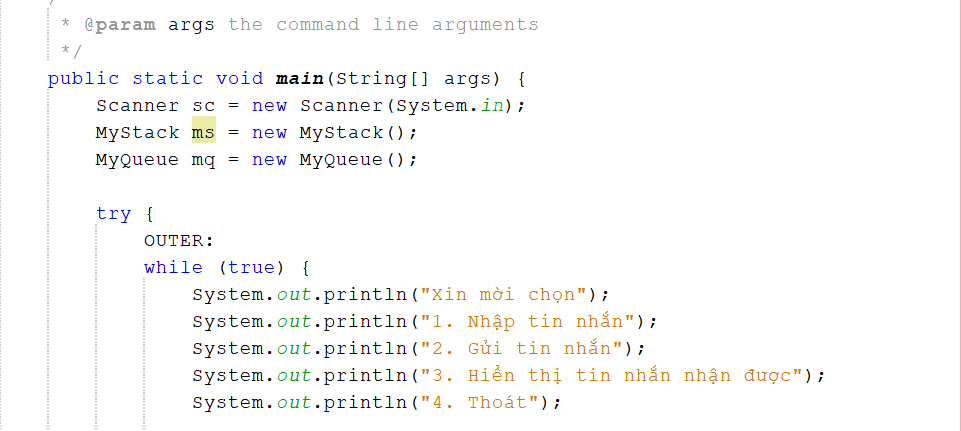 * @param args the command line arguments
*/
public static void main(String[] args) {
Scanner sc = new Scanner(System.in);
MyStack ms = new MyStack();
MyQueue mq = new MyQueue();
try {
OUTER:
while (true) {
System.out.println("Xin mời chọn");
System.out.println("1. Nhập tin nhắn");
System.out.println("2. Gửi tin nhắn");
System.out.println("3. Hiển thị tin nhắn nhận được");
System.out.println("4. Thoát");